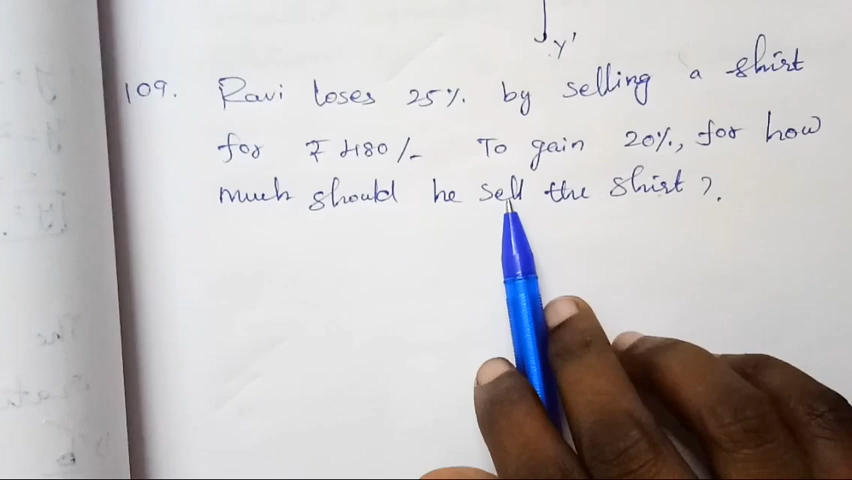 y'
109. Ravi loses 25%. by selling a shirt
for ₹ 480/- To gain 20%, for how
much should he sell the shirt?.